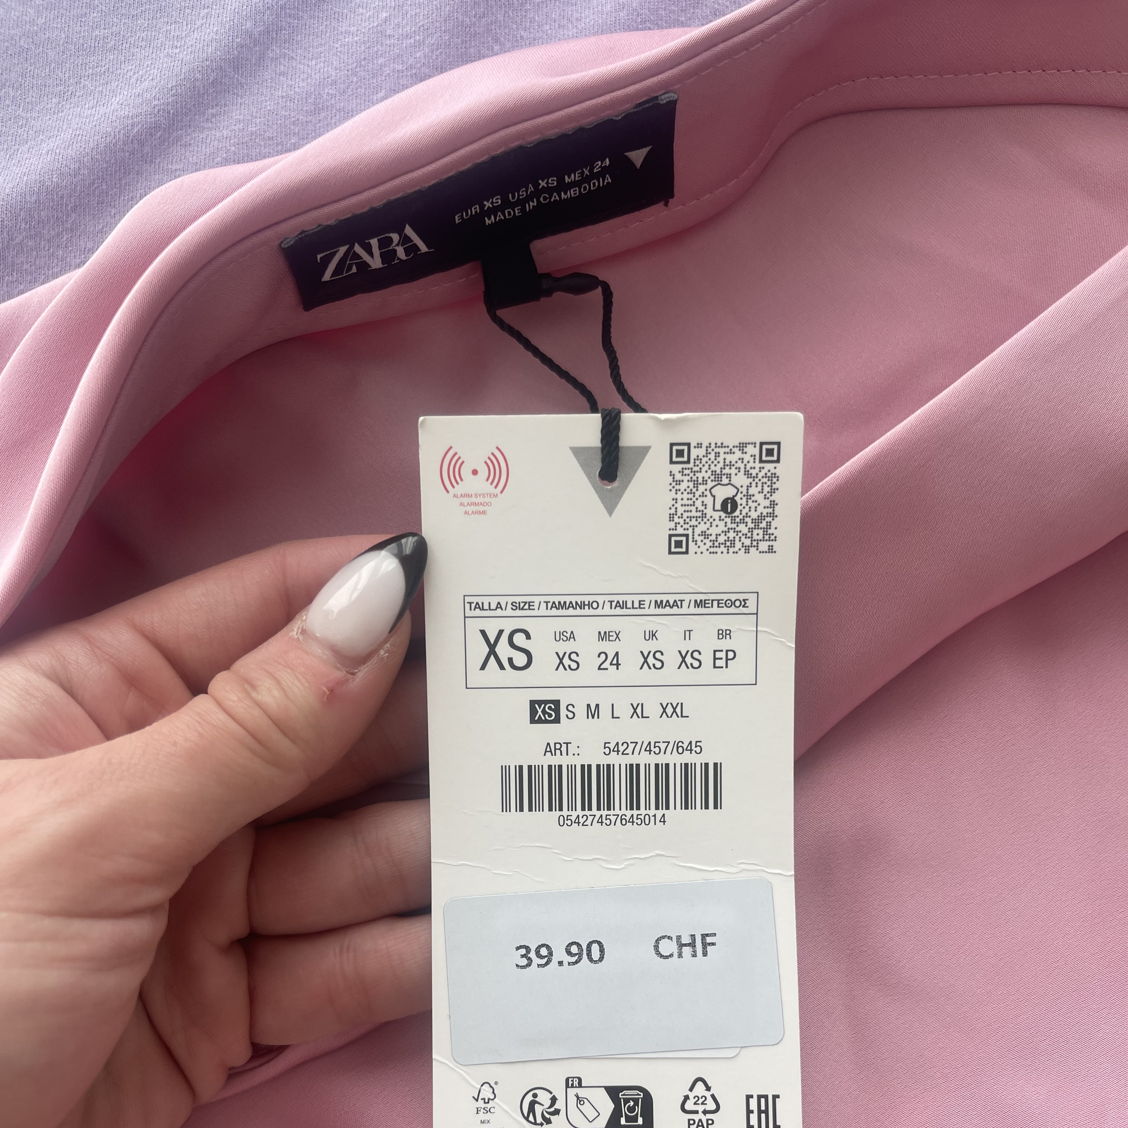 ZARA
EUR XS USA XS MEX 24
MADE IN CAMBODIA
ALARM SYSTEM
ALARMADO
ALARME
TALLA / SIZE / TAMANHO / TAILLE / MAAT / ΜΕΓΕΘΟΣ
XS
USA MEX UK IT BR
XS 24 XS XS EP
XS S M L XL XXL
ART.: 5427/457/645
05427457645014
39.90 CHF
FSC
MIX
FR
22
PAP
EAC